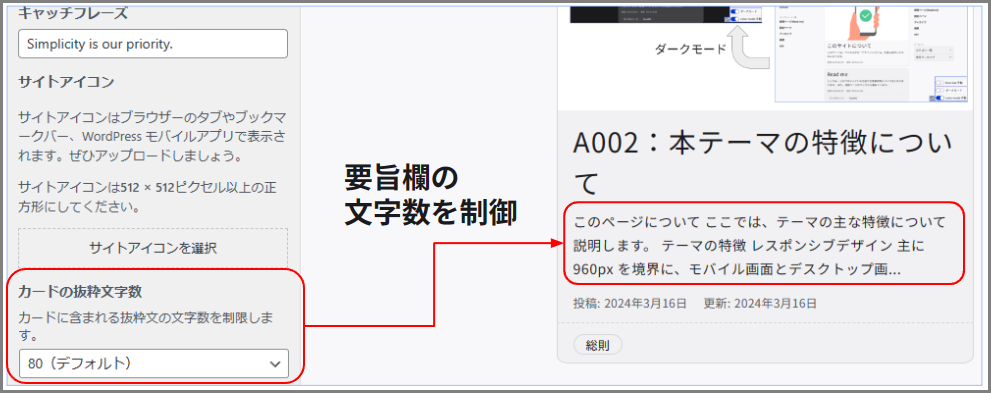 キャッチフレーズ
Simplicity is our priority.
サイトアイコン
サイトアイコンはブラウザーのタブやブックマ
ークバー、WordPress モバイルアプリで表示さ
れます。ぜひアップロードしましょう。
サイトアイコンは512 × 512ピクセル以上の正
方形にしてください。
サイトアイコンを選択
カードの抜粋文字数
カードに含まれる抜粋文の文字数を制限しま
す。
80（デフォルト）
要旨欄の
文字数を制御
ダークモード
このサイトについて
Read me
A002：本テーマの特徴につい
て
このページについて ここでは、テーマの主な特徴について
説明します。 テーマの特徴 レスポンシブデザイン 主に
960px を境界に、モバイル画面とデスクトップ画...
投稿: 2024年3月16日 更新: 2024年3月16日
総則